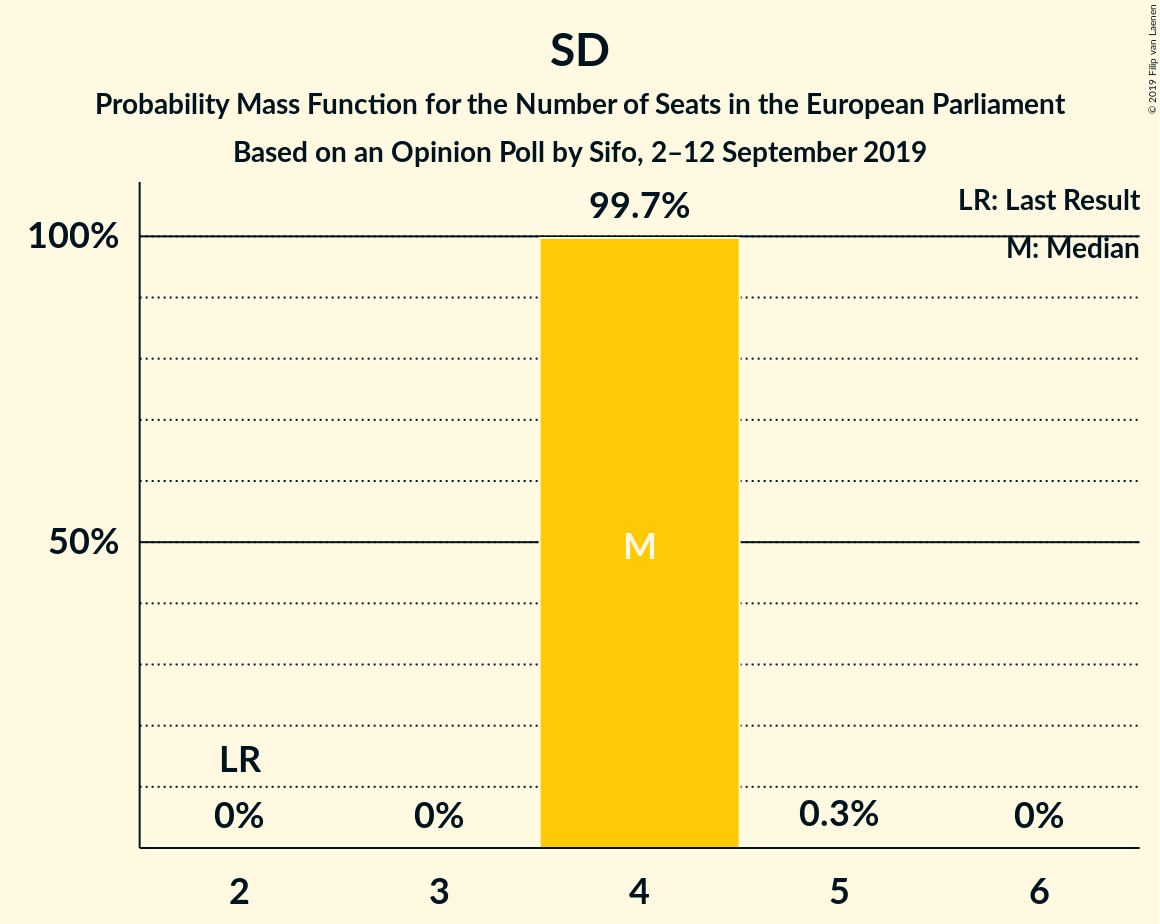 SD
Probability Mass Function for the Number of Seats in the European Parliament
Based on an Opinion Poll by Sifo, 2–12 September 2019
© 2019 Filip van Laenen
LR: Last Result
M: Median
99.7%
100%
50%
M
LR
0%
0%
0.3%
0%
2
3
4
5
6